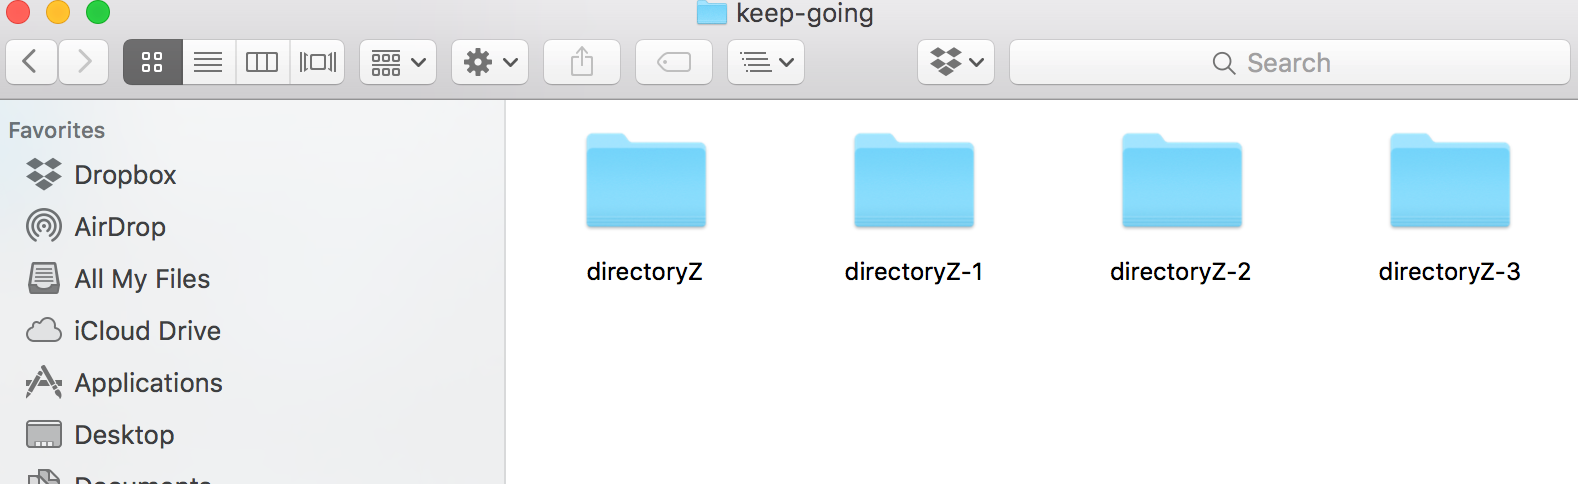 keep-going
Search
Favorites
Dropbox
AirDrop
All My Files
iCloud Drive
Applications
Desktop
Documents
directoryZ
directoryZ-1
directoryZ-2
directoryZ-3